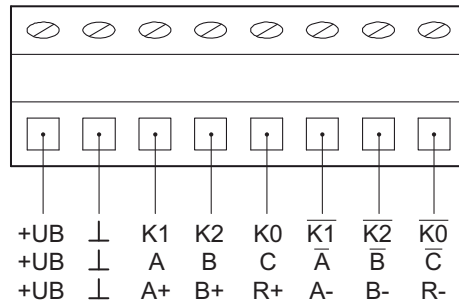 +UB ⊥ K1 K2 K0 K̅1̅ K̅2̅ K̅0̅
+UB ⊥ A B C A̅ B̅ C̅
+UB ⊥ A+ B+ R+ A- B- R-